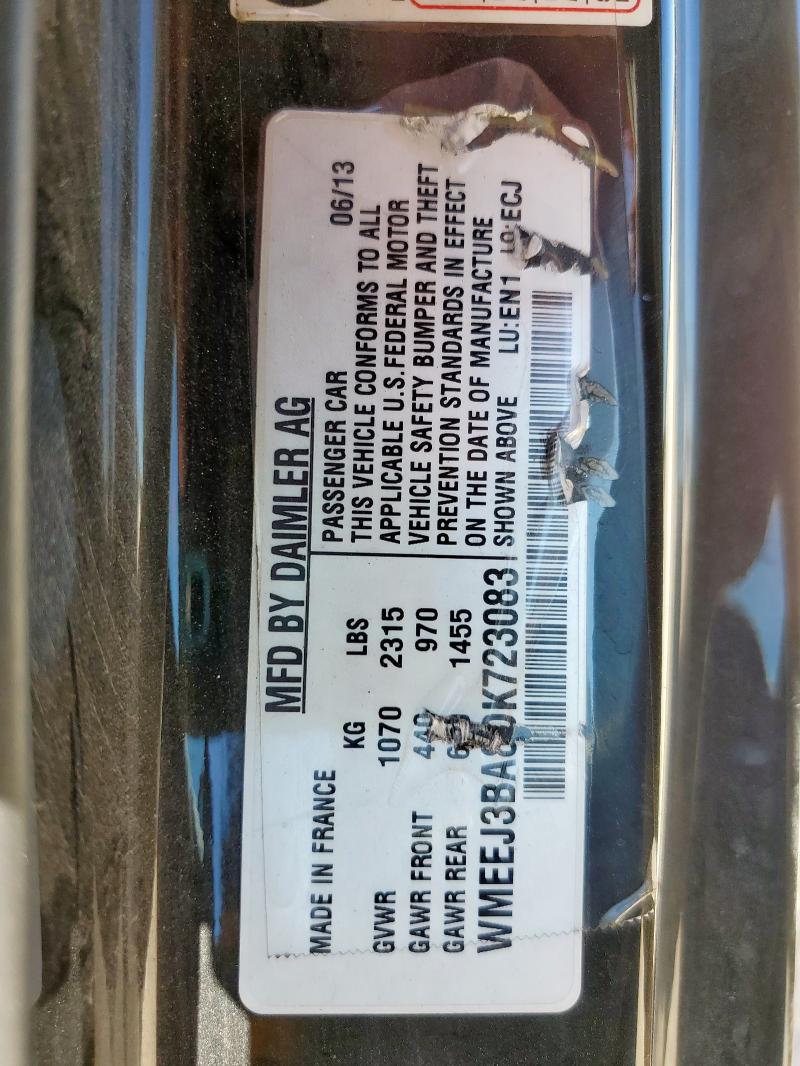 MFD BY DAIMLER AG
MADE IN FRANCE
KG LBS
GVWR 1070 2315
GAWR FRONT 440 970
GAWR REAR 1455
PASSENGER CAR 06/13
THIS VEHICLE CONFORMS TO ALL
APPLICABLE U.S. FEDERAL MOTOR
VEHICLE SAFETY BUMPER AND THEFT
PREVENTION STANDARDS IN EFFECT
ON THE DATE OF MANUFACTURE
SHOWN ABOVE LU:EN1 LO:ECJ